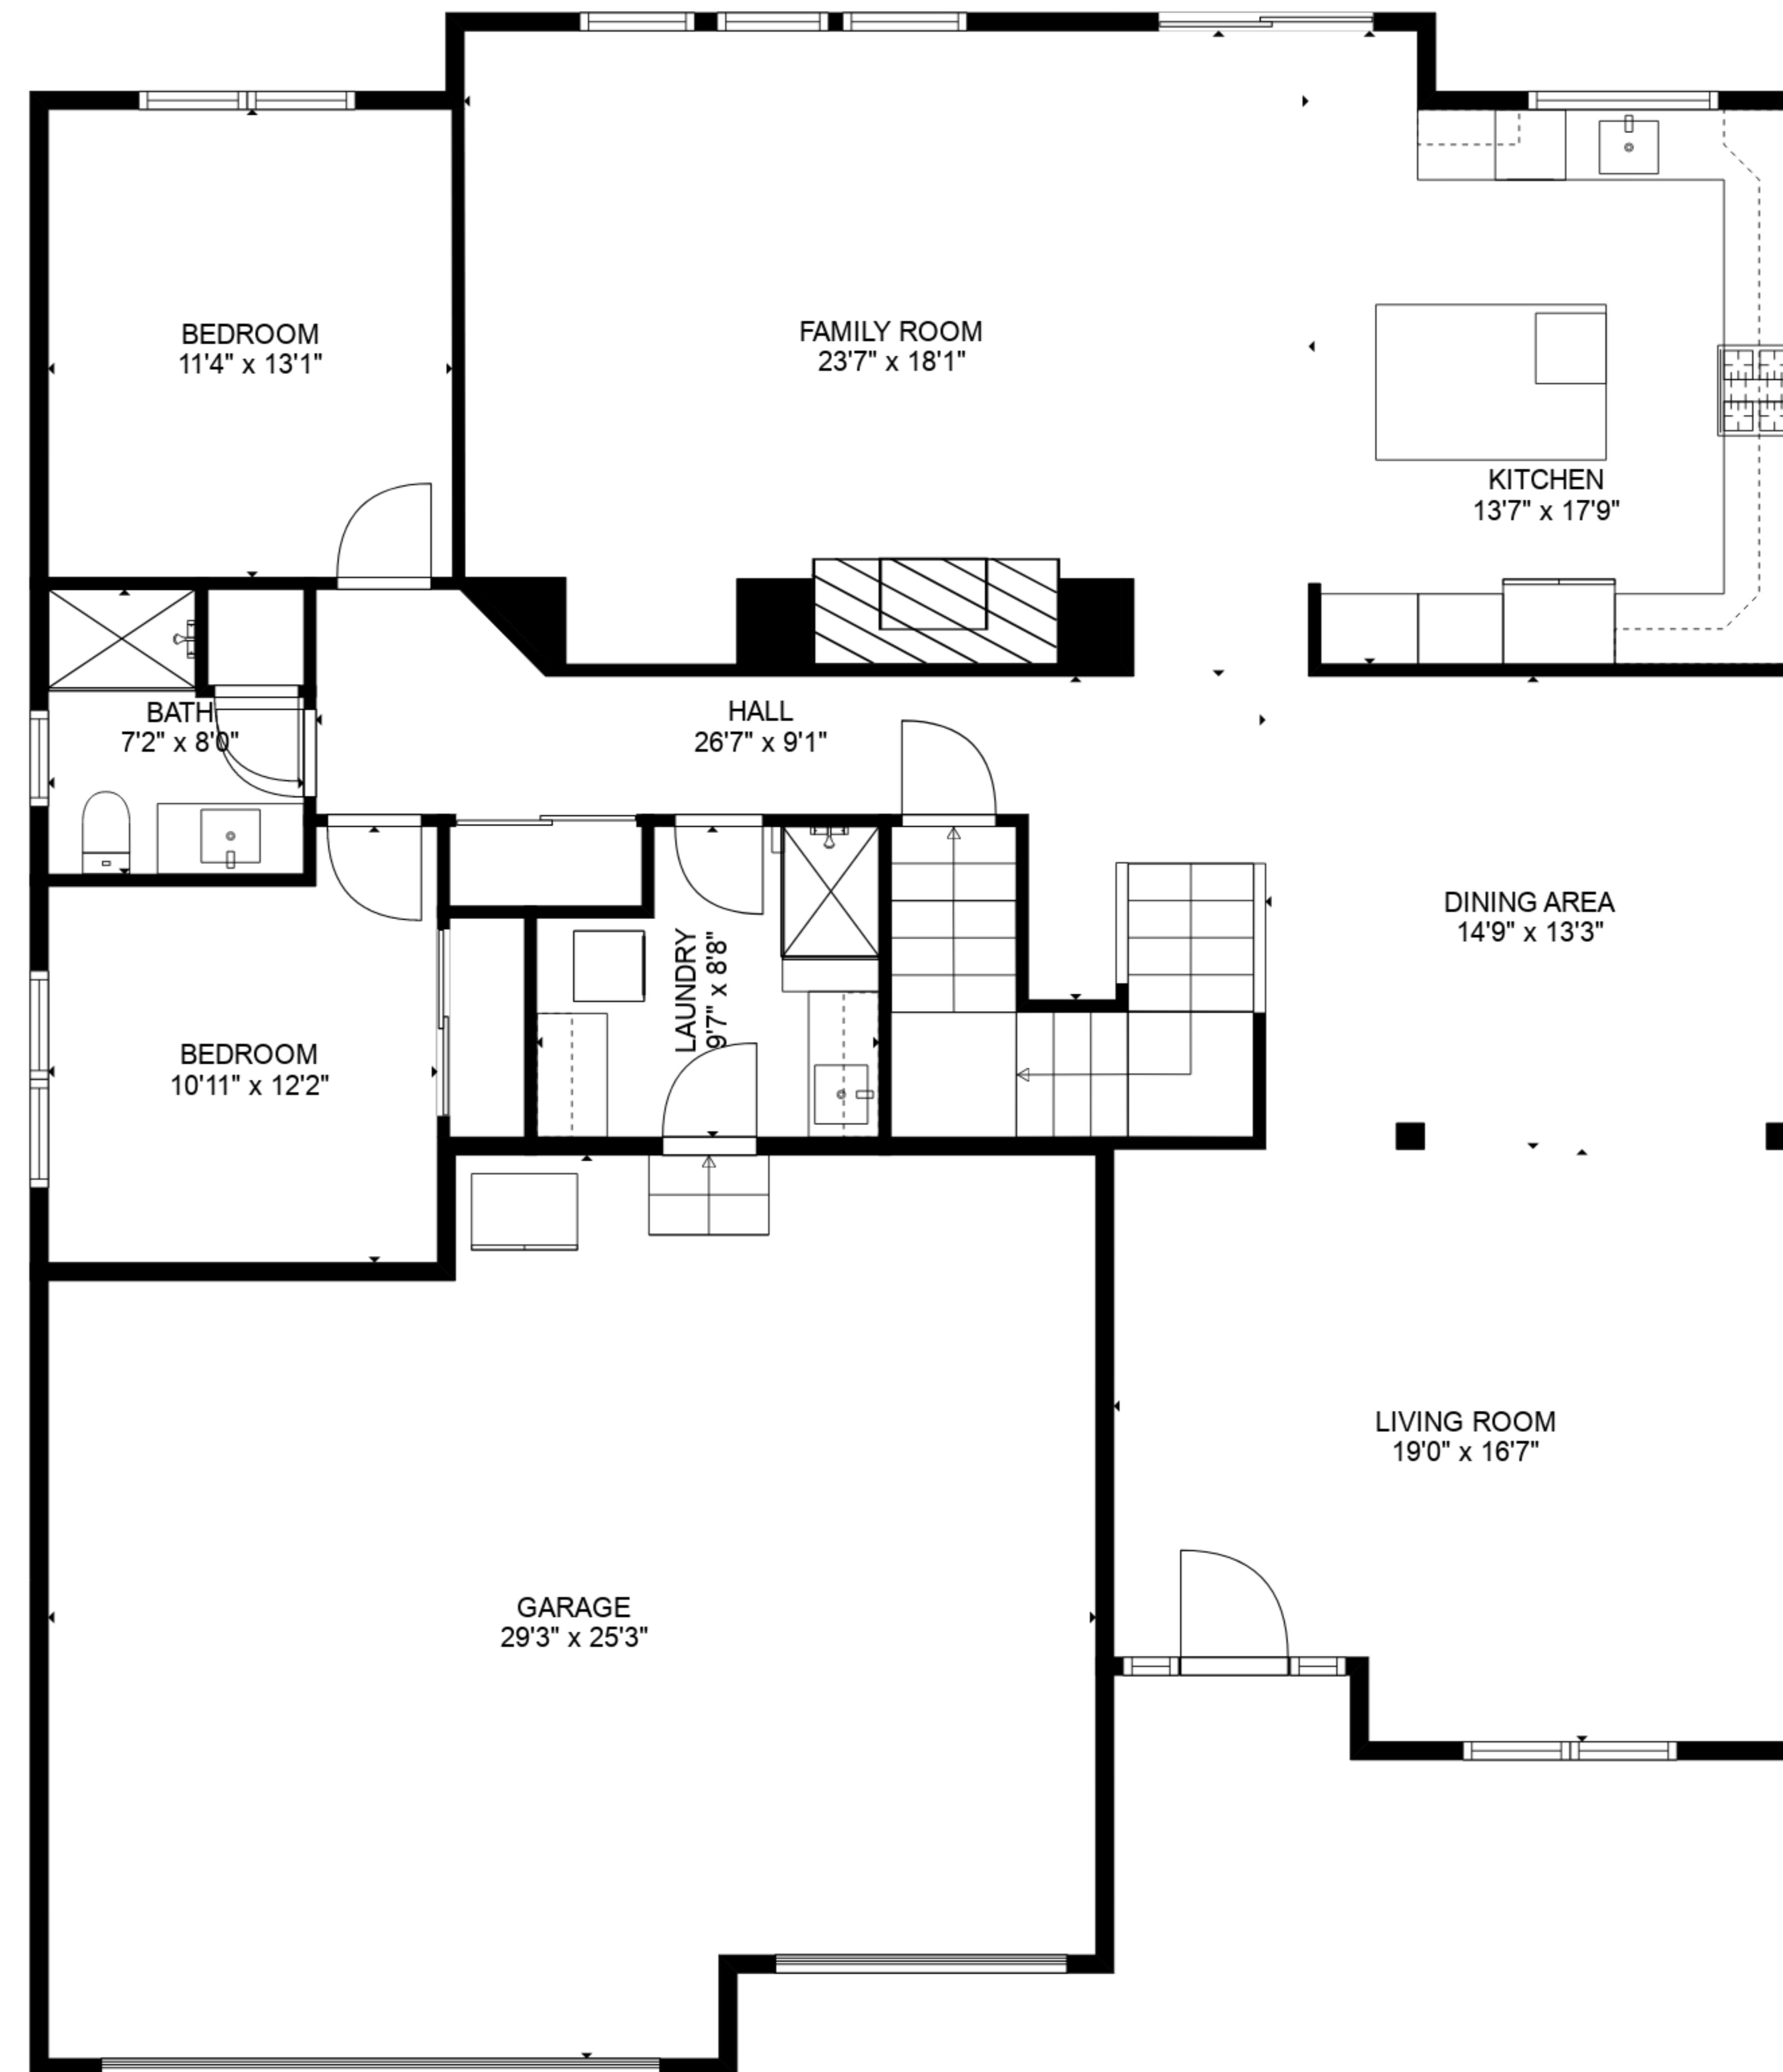 BEDROOM
11'4" x 13'1"
FAMILY ROOM
23'7" x 18'1"
KITCHEN
13'7" x 17'9"
BATH
7'2" x 8'0"
HALL
26'7" x 9'1"
DINING AREA
14'9" x 13'3"
LAUNDRY
9'7" x 8'8"
BEDROOM
10'11" x 12'2"
LIVING ROOM
19'0" x 16'7"
GARAGE
29'3" x 25'3"